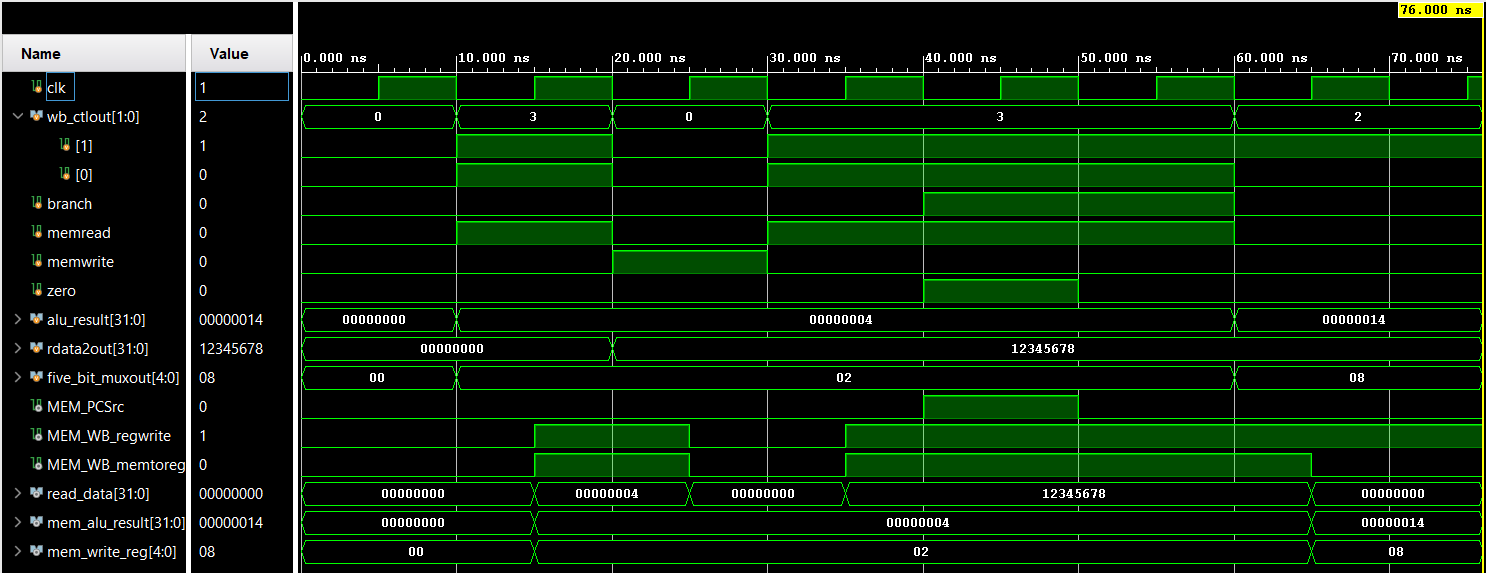 76.000 ns
Name Value
0.000 ns 10.000 ns 20.000 ns 30.000 ns 40.000 ns 50.000 ns 60.000 ns 70.000 ns
clk 1
wb_ctlout[1:0] 2 0 3 0 3 2
[1] 1
[0] 0
branch 0
memread 0
memwrite 0
zero 0
alu_result[31:0] 00000014 00000000 00000004 00000014
rdata2out[31:0] 12345678 00000000 12345678
five_bit_muxout[4:0] 08 00 02 08
MEM_PCSrc 0
MEM_WB_regwrite 1
MEM_WB_memtoreg 0
read_data[31:0] 00000000 00000000 00000004 00000000 12345678 00000000
mem_alu_result[31:0] 00000014 00000000 00000004 00000014
mem_write_reg[4:0] 08 00 02 08